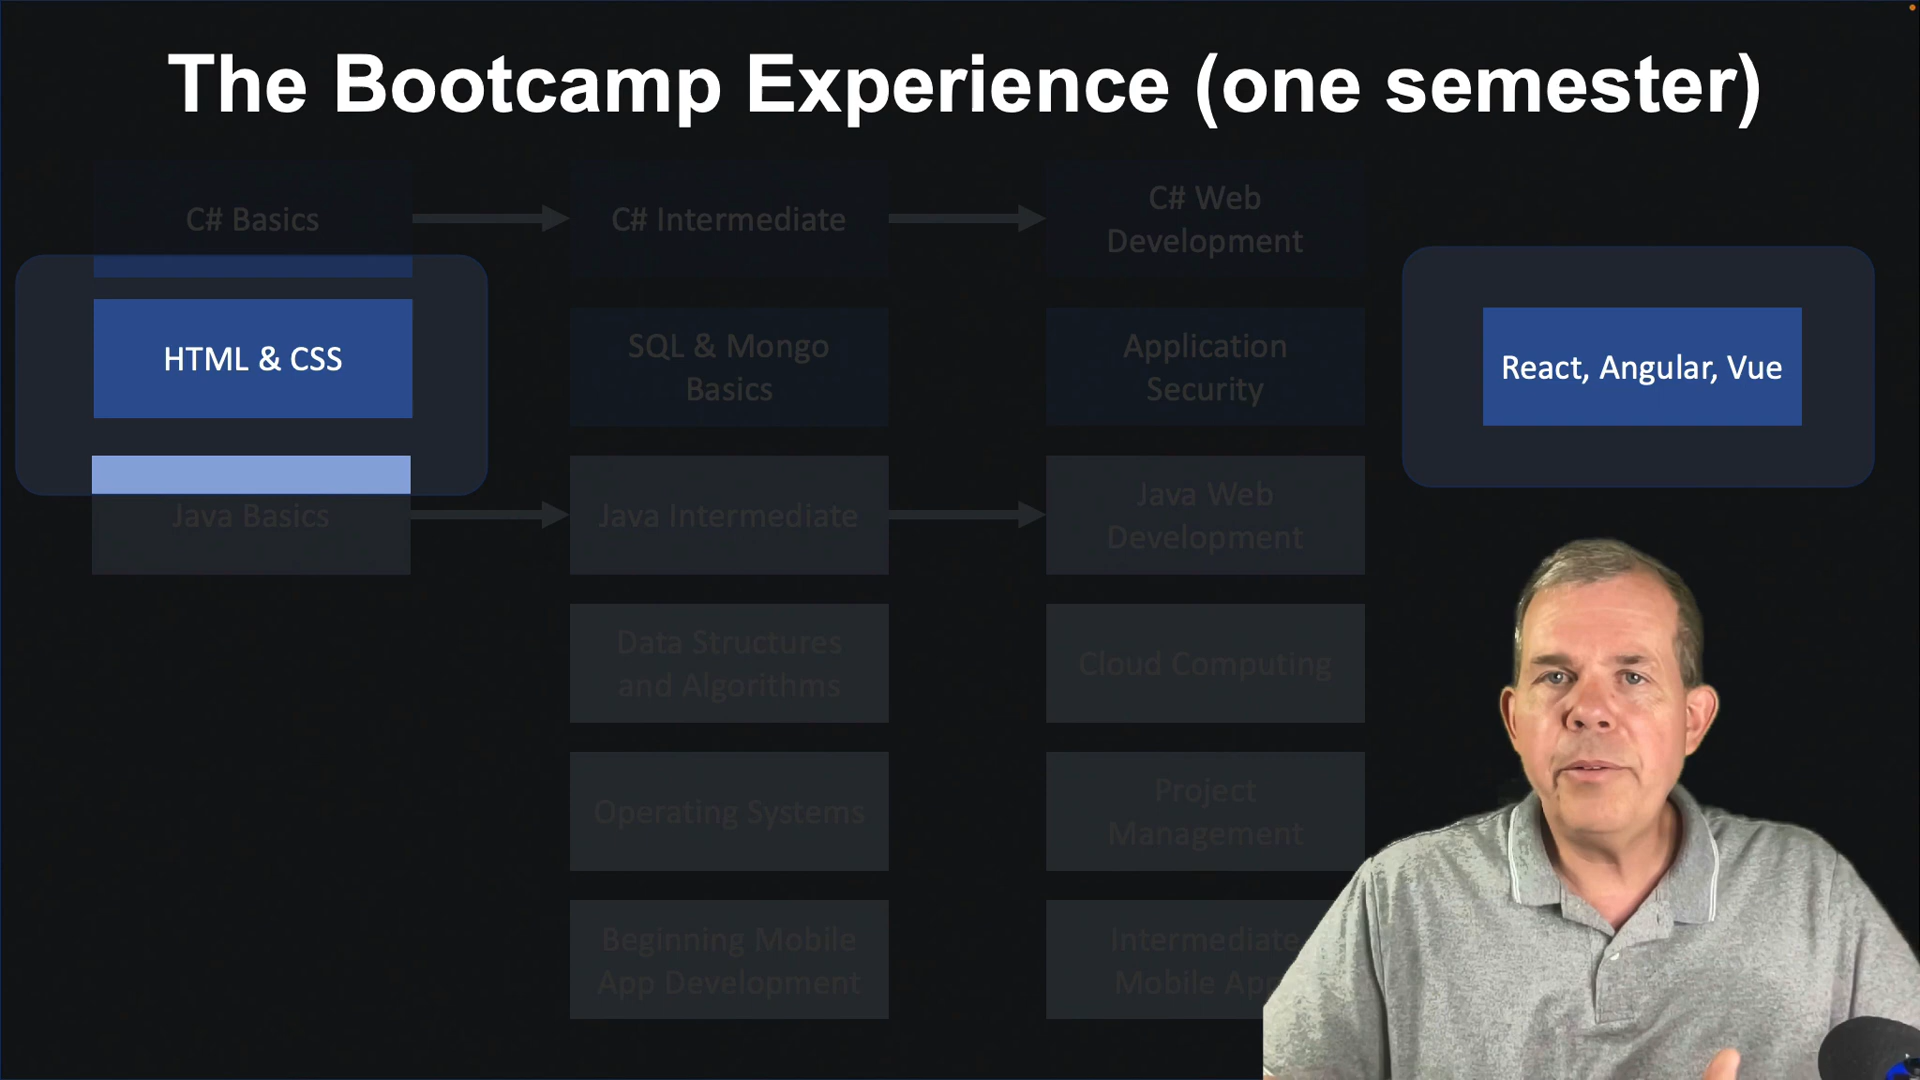 The Bootcamp Experience (one semester)
C# Basics
C# Intermediate
C# Web
Development
HTML & CSS
SQL & Mongo
Basics
Application
Security
React, Angular, Vue
Java Basics
Java Intermediate
Java Web
Development
Data Structures
and Algorithms
Cloud Computing
Operating Systems
Project
Management
Beginning Mobile
App Development
Intermediate
Mobile